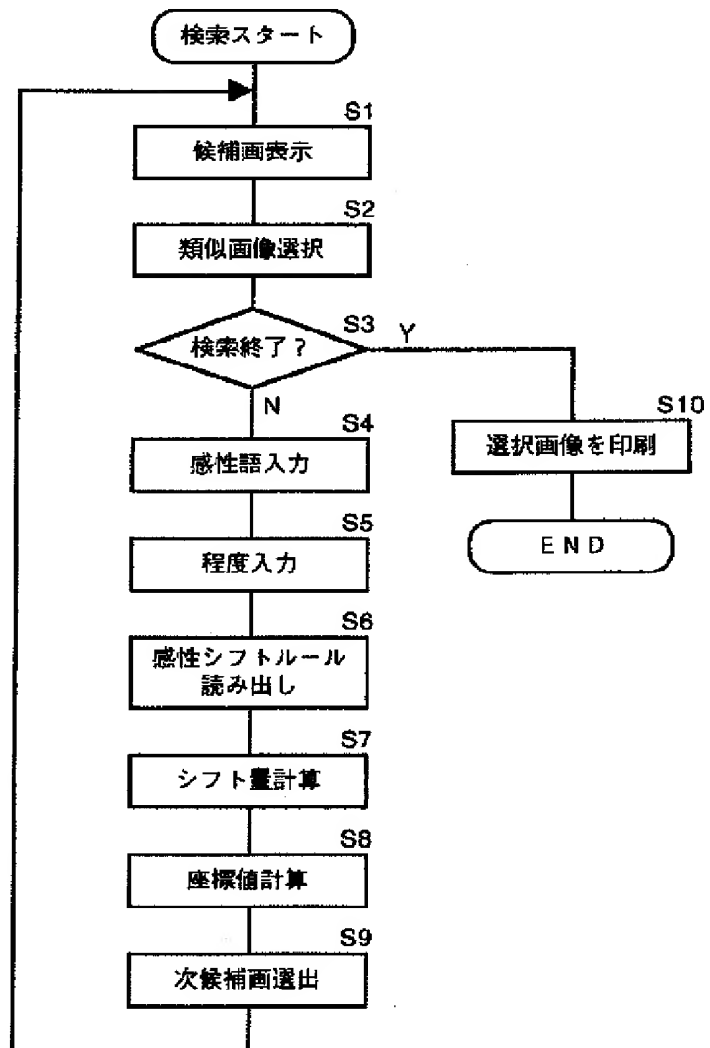 検索スタート
S1
候補画表示
S2
類似画像選択
S3
検索終了？
Y
N
S10
選択画像を印刷
END
S4
感性語入力
S5
程度入力
S6
感性シフトルール
読み出し
S7
シフト量計算
S8
座標値計算
S9
次候補画選出